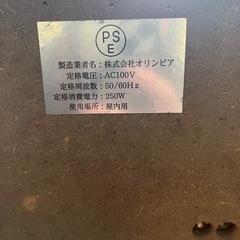 PS
E
製造業者名：株式会社オリンピア
定格電圧：AC100V
定格周波数：50/60Hz
定格消費電力：250W
使用場所：屋内用